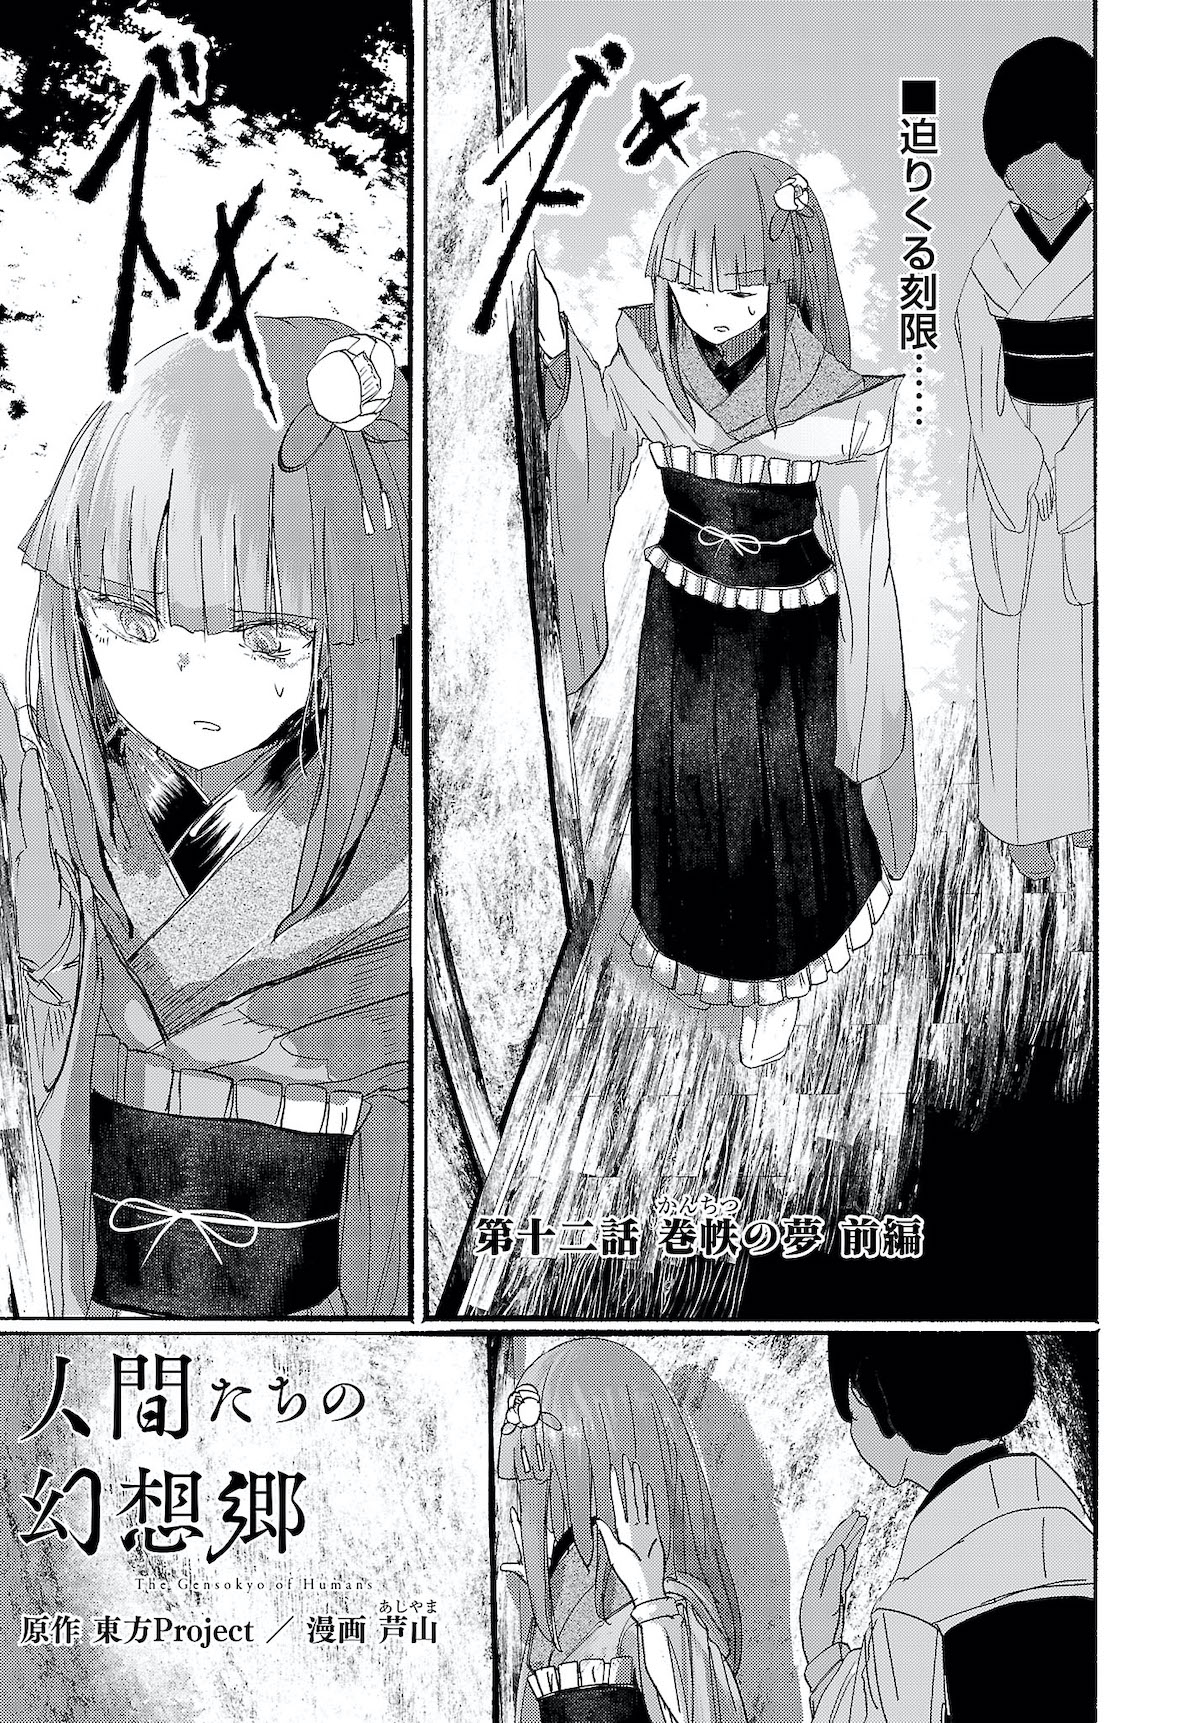 ■迫りくる刻限……
ズキ
ズキ
かんちつ
第十二話 巻帙の夢 前編
人間たちの
幻想郷
The Gensokyo of Humans
あしやま
原作 東方Project ／ 漫画 芦山